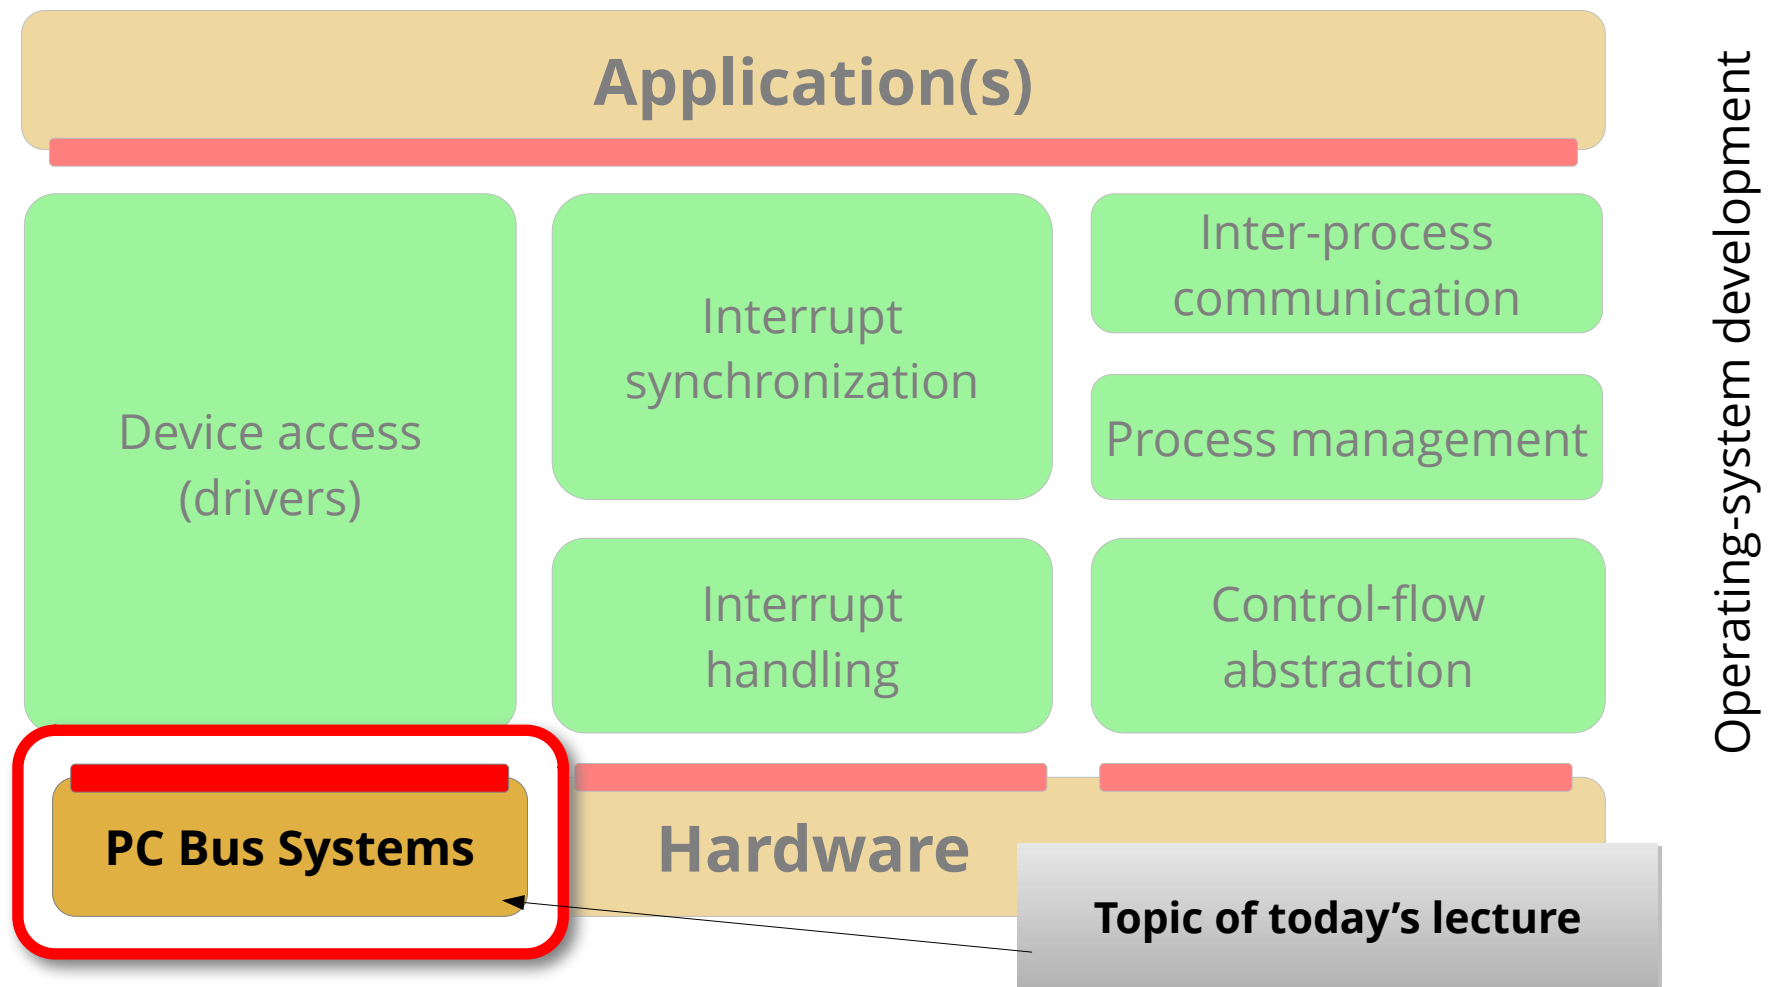 Application(s)
Device access
(drivers)
Interrupt
synchronization
Inter-process
communication
Process management
Interrupt
handling
Control-flow
abstraction
PC Bus Systems
Hardware
Topic of today’s lecture
Operating-system development